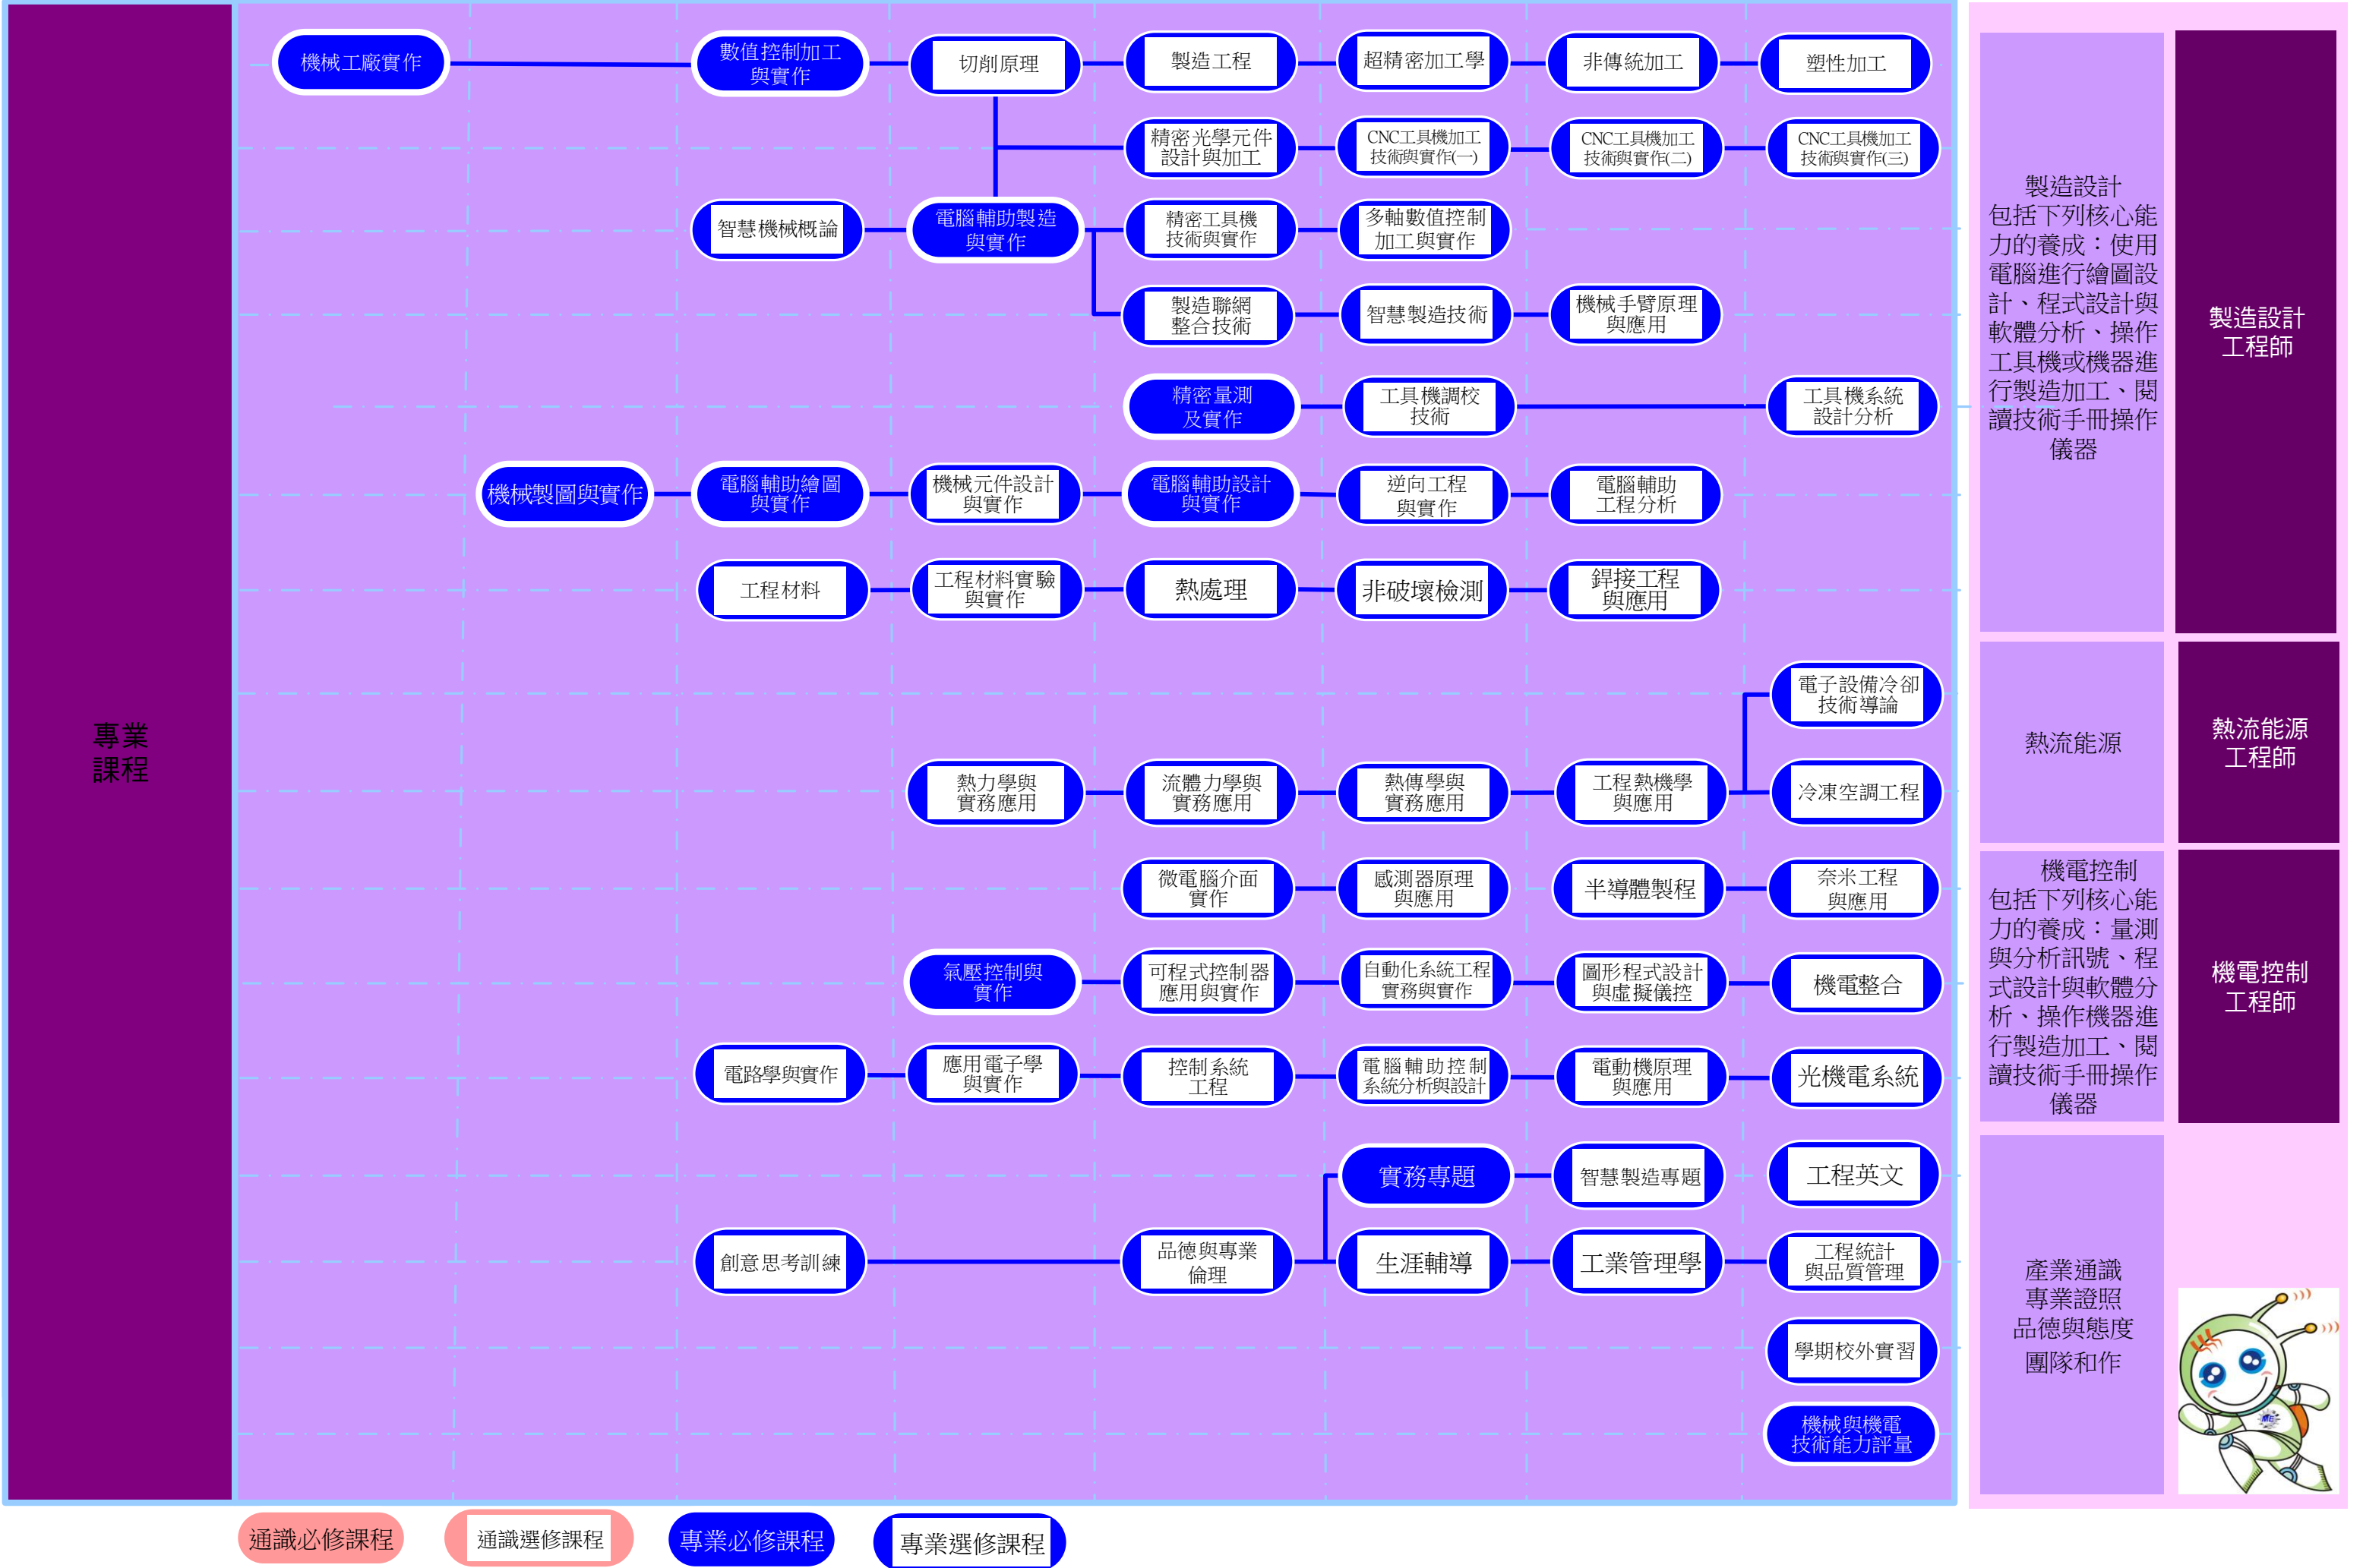 專業
課程
機械工廠實作
數值控制加工
與實作
切削原理
製造工程
超精密加工學
非傳統加工
塑性加工
精密光學元件
設計與加工
CNC工具機加工
技術與實作(一)
CNC工具機加工
技術與實作(二)
CNC工具機加工
技術與實作(三)
智慧機械概論
電腦輔助製造
與實作
精密工具機
技術與實作
多軸數值控制
加工與實作
製造聯網
整合技術
智慧製造技術
機械手臂原理
與應用
精密量測
及實作
工具機調校
技術
工具機系統
設計分析
機械製圖與實作
電腦輔助繪圖
與實作
機械元件設計
與實作
電腦輔助設計
與實作
逆向工程
與實作
電腦輔助
工程分析
工程材料
工程材料實驗
與實作
熱處理
非破壞檢測
銲接工程
與應用
電子設備冷卻
技術導論
熱力學與
實務應用
流體力學與
實務應用
熱傳學與
實務應用
工程熱機學
與應用
冷凍空調工程
微電腦介面
實作
感測器原理
與應用
半導體製程
奈米工程
與應用
氣壓控制與
實作
可程式控制器
應用與實作
自動化系統工程
實務與實作
圖形程式設計
與虛擬儀控
機電整合
電路學與實作
應用電子學
與實作
控制系統
工程
電腦輔助控制
系統分析與設計
電動機原理
與應用
光機電系統
實務專題
智慧製造專題
工程英文
創意思考訓練
品德與專業
倫理
生涯輔導
工業管理學
工程統計
與品質管理
學期校外實習
機械與機電
技術能力評量
製造設計
包括下列核心能
力的養成：使用
電腦進行繪圖設
計、程式設計與
軟體分析、操作
工具機或機器進
行製造加工、閱
讀技術手冊操作
儀器
製造設計
工程師
熱流能源
熱流能源
工程師
機電控制
包括下列核心能
力的養成：量測
與分析訊號、程
式設計與軟體分
析、操作機器進
行製造加工、閱
讀技術手冊操作
儀器
機電控制
工程師
產業通識
專業證照
品德與態度
團隊和作
ME
通識必修課程
通識選修課程
專業必修課程
專業選修課程